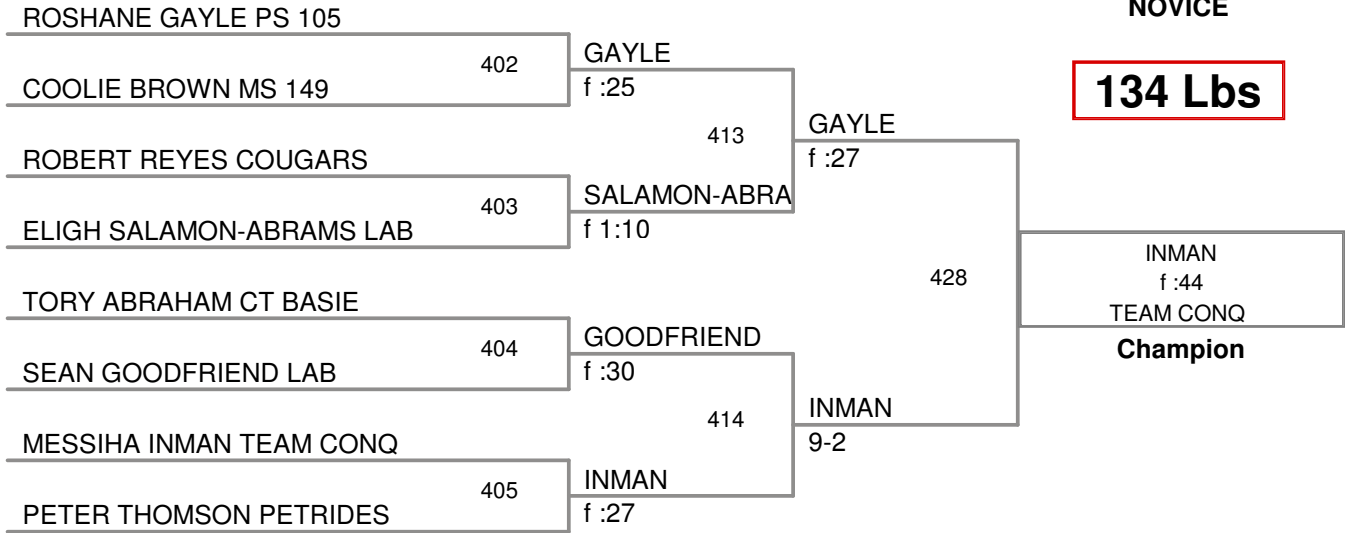 NOVICE
134 Lbs
ROSHANE GAYLE PS 105
402
COOLIE BROWN MS 149
GAYLE
f :25
413
ROBERT REYES COUGARS
403
ELIGH SALAMON-ABRAMS LAB
SALAMON-ABRA
f 1:10
GAYLE
f :27
428
TORY ABRAHAM CT BASIE
404
SEAN GOODFRIEND LAB
GOODFRIEND
f :30
414
MESSIHA INMAN TEAM CONQ
405
PETER THOMSON PETRIDES
INMAN
f :27
INMAN
9-2
INMAN
f :44
TEAM CONQ
Champion